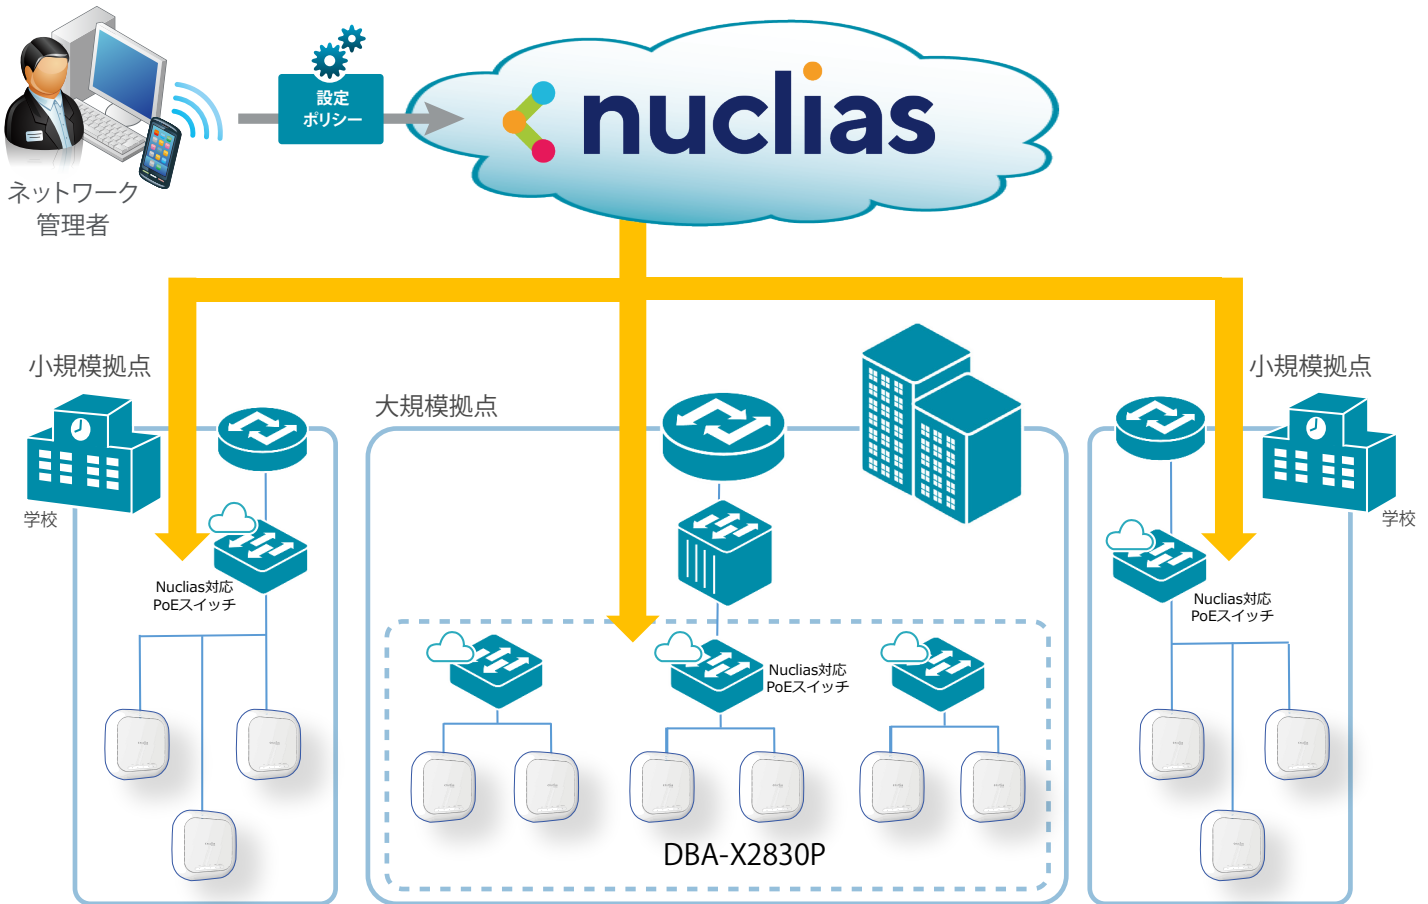 設定
ポリシー
nuclias
ネットワーク
管理者
小規模拠点
学校
Nuclias対応
PoEスイッチ
大規模拠点
Nuclias対応
PoEスイッチ
DBA-X2830P
小規模拠点
学校
Nuclias対応
PoEスイッチ